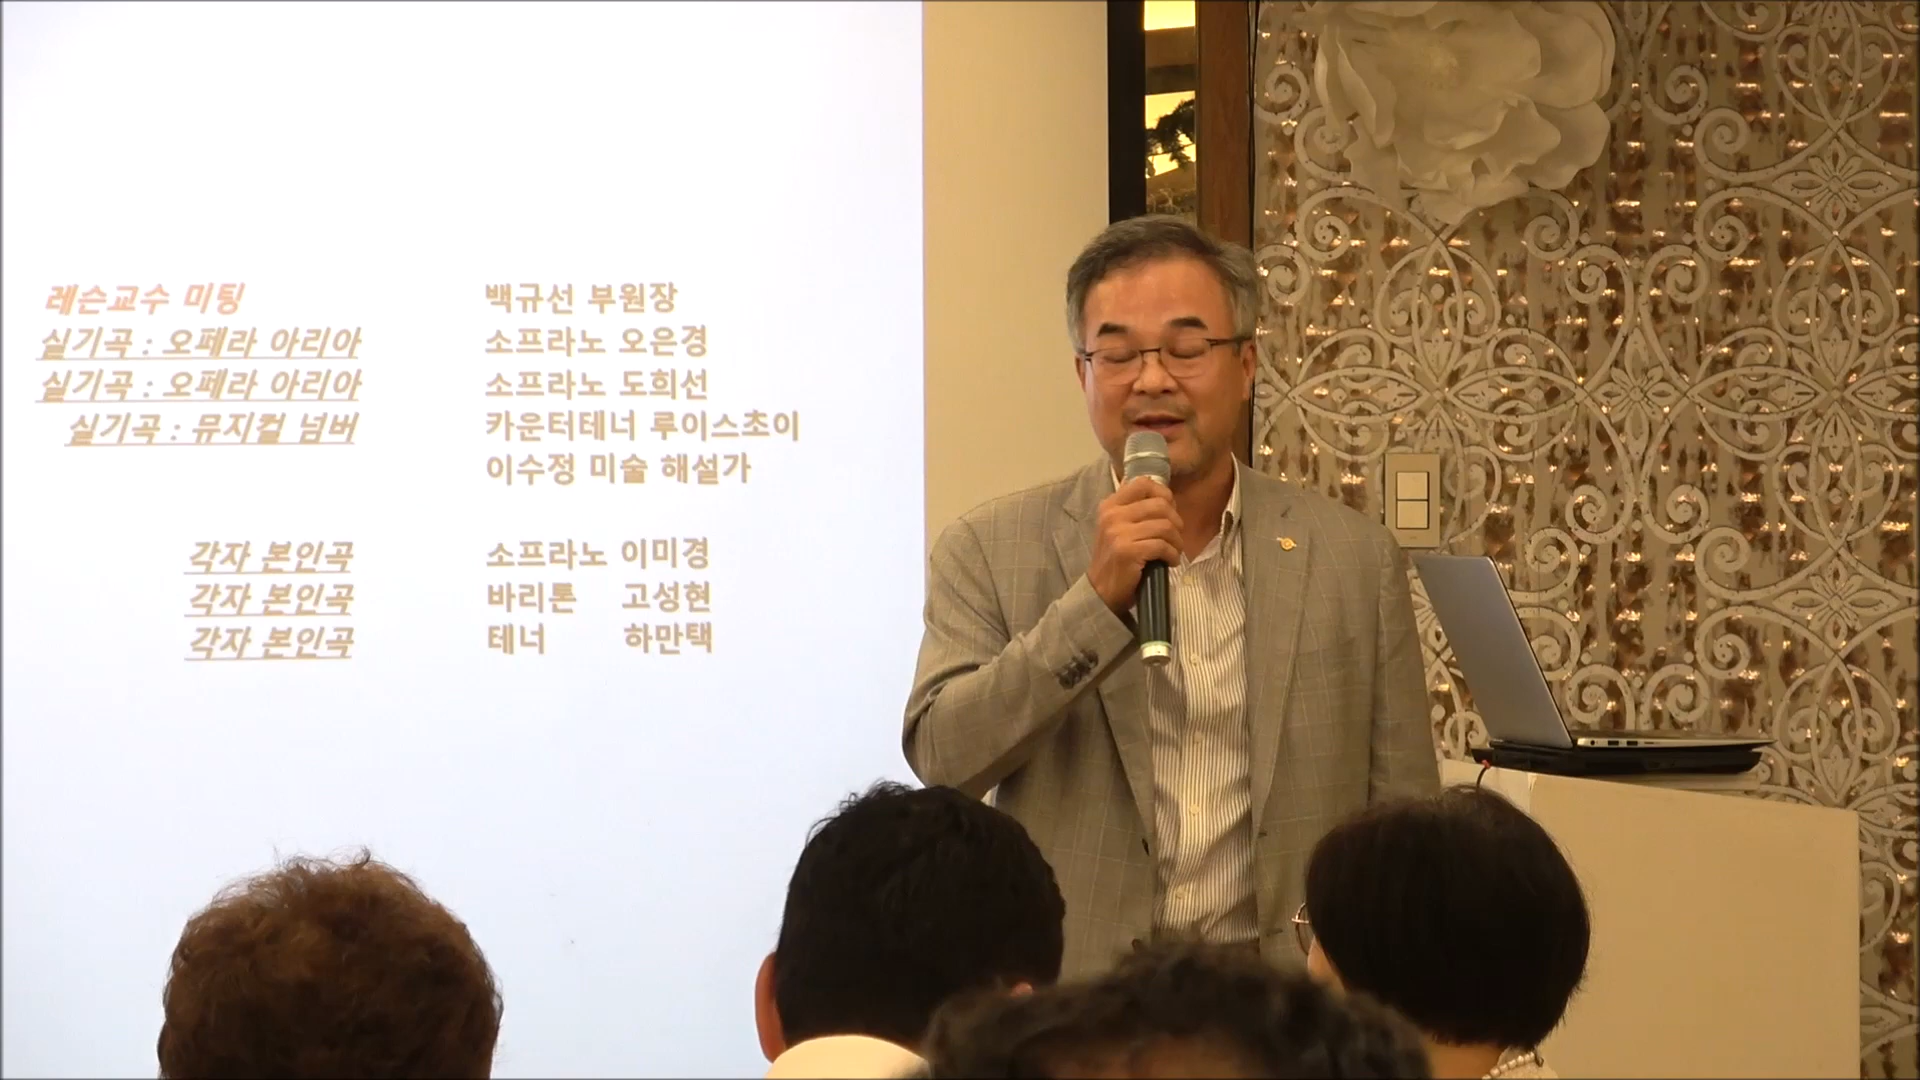 레슨교수 미팅 백규선 부원장
실기곡 : 오페라 아리아 소프라노 오은경
실기곡 : 오페라 아리아 소프라노 도희선
실기곡 : 뮤지컬 넘버 카운터테너 루이스초이
이수정 미술 해설가
각자 본인곡 소프라노 이미경
각자 본인곡 바리톤 고성현
각자 본인곡 테너 하만택